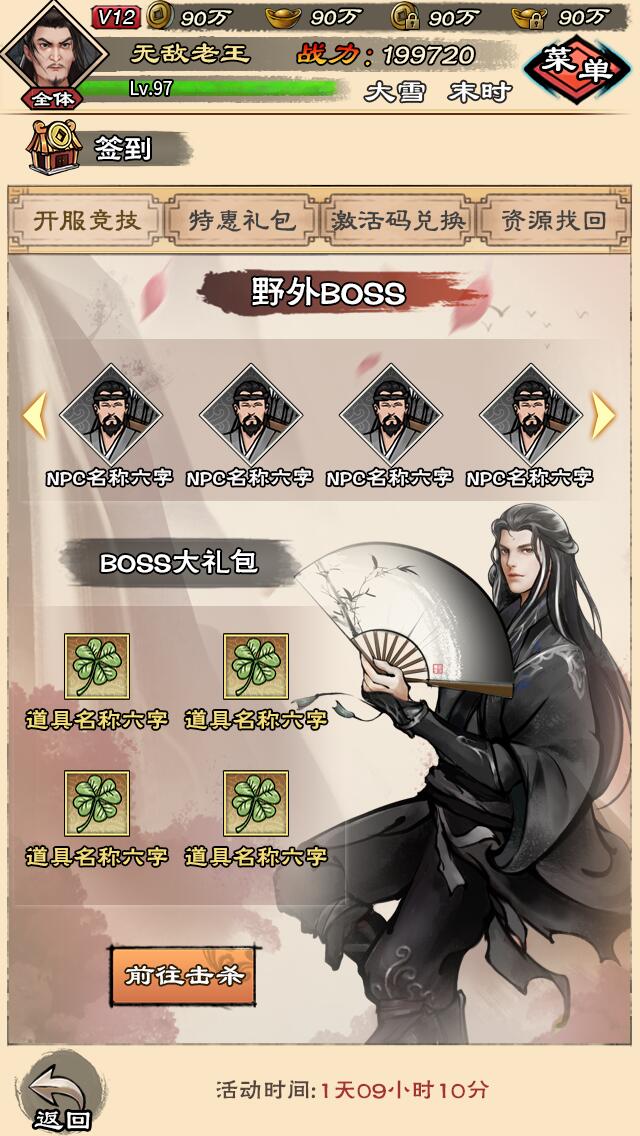 V12 90万 90万 90万 90万
无敌老王 战力：199720
Lv.97 大雪 末时
全体
菜单
签到
开服竞技 特惠礼包 激活码兑换 资源找回
野外BOSS
NPC名称六字 NPC名称六字 NPC名称六字 NPC名称六字
BOSS大礼包
道具名称六字 道具名称六字
道具名称六字 道具名称六字
前往击杀
活动时间:1天09小时10分
返回